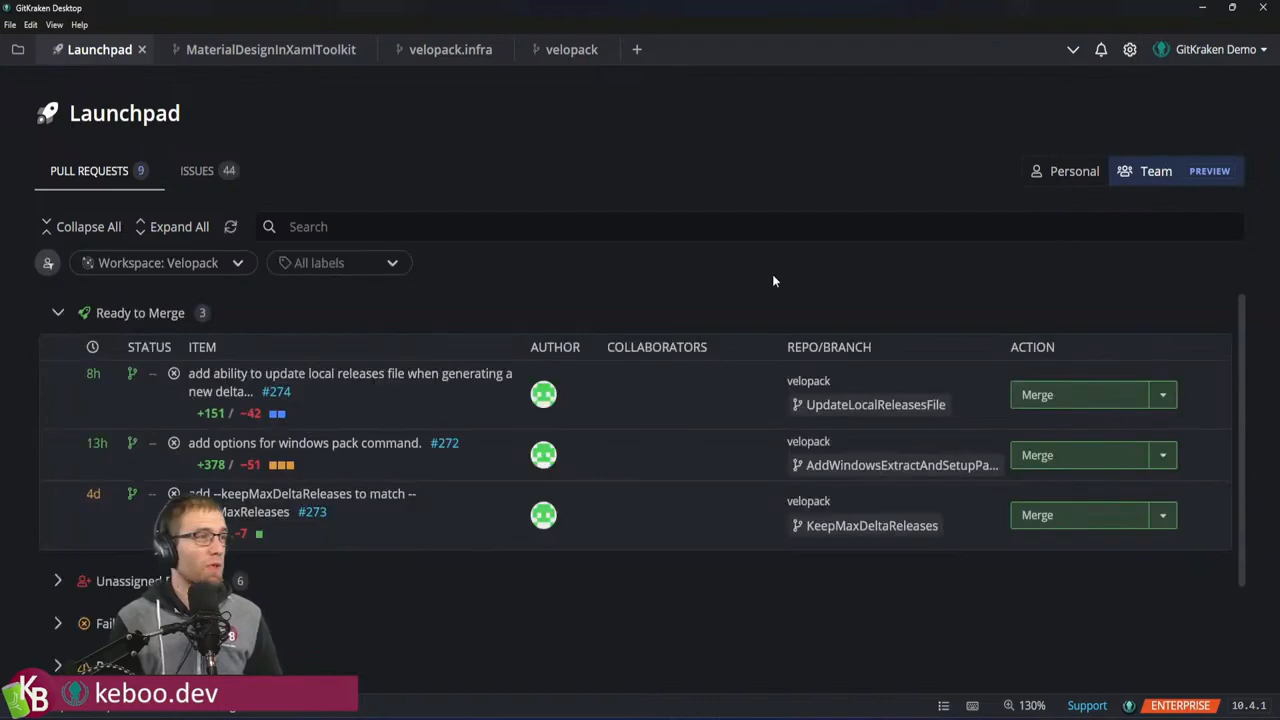 GitKraken Desktop
File Edit View Help
Launchpad MaterialDesignInXamlToolkit velopack.infra velopack GitKraken Demo
Launchpad
PULL REQUESTS 9 ISSUES 44 Personal Team PREVIEW
Collapse All Expand All Search
Workspace: Velopack All labels
Ready to Merge 3
STATUS ITEM AUTHOR COLLABORATORS REPO/BRANCH ACTION
8h -- add ability to update local releases file when generating a
new delta... #274
+151 / −42
velopack
UpdateLocalReleasesFile
Merge
13h -- add options for windows pack command. #272
+378 / −51
velopack
AddWindowsExtractAndSetupPa...
Merge
4d -- add --keepMaxDeltaReleases to match --
MaxReleases #273
−7
velopack
KeepMaxDeltaReleases
Merge
Unassigned 6
KB keboo.dev
130% Support ENTERPRISE 10.4.1